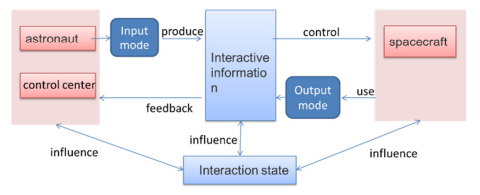 astronaut
Input
mode
produce
control
spacecraft
Interactive
informatio
n
control center
feedback
Output
mode
use
influence
influence
influence
Interaction state